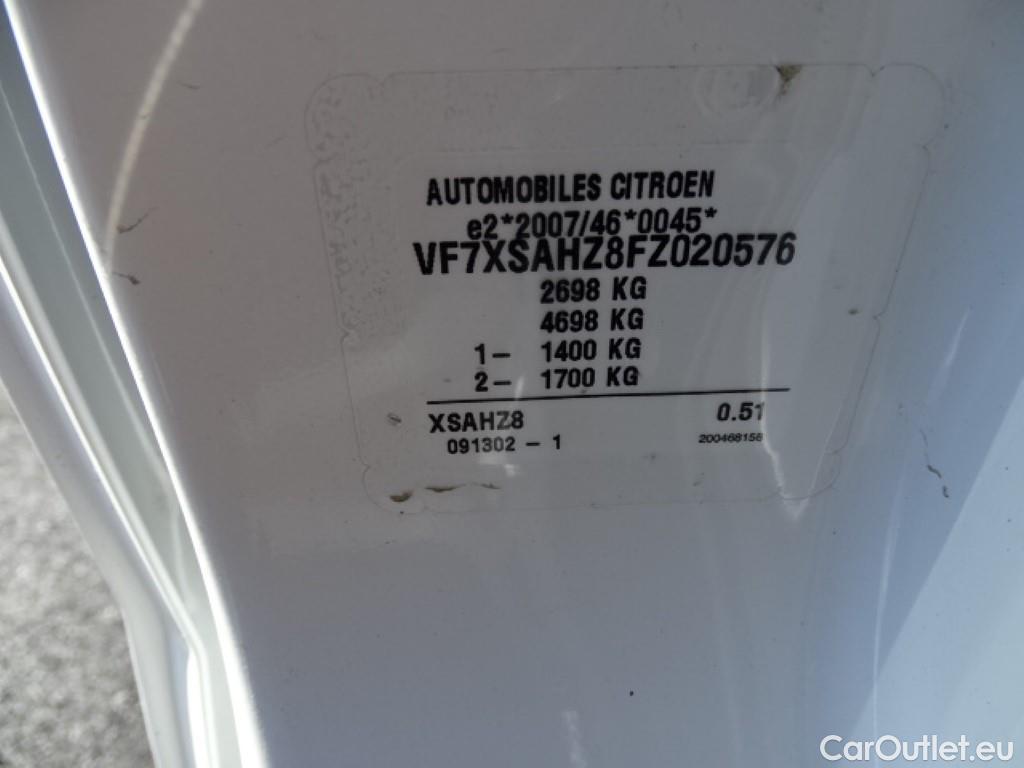 AUTOMOBILES CITROEN
e2*2007/46*0045*
VF7XSAHZ8FZ020576
2698 KG
4698 KG
1- 1400 KG
2- 1700 KG
XSAHZ8 0.51
091302 - 1 200468158
CarOutlet.eu